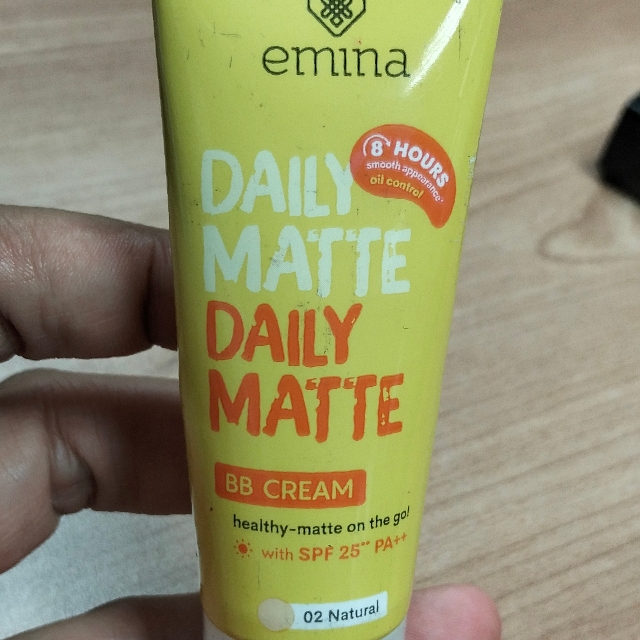 emina
DAILY
MATTE
DAILY
MATTE
8 HOURS
smooth appearance*
oil control
BB CREAM
healthy-matte on the go!
with SPF 25** PA++
02 Natural